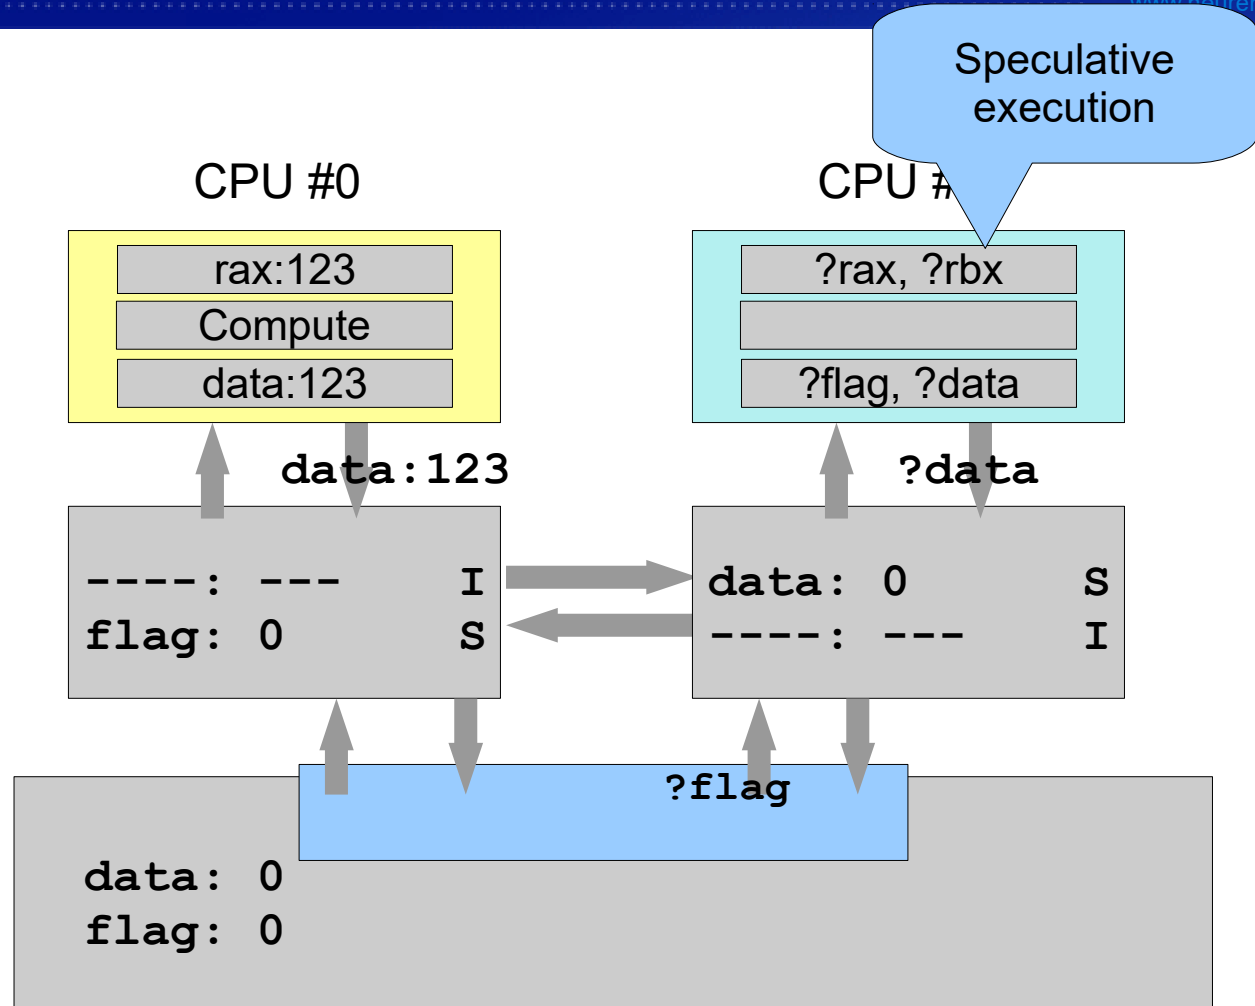 Speculative
execution
CPU #0
CPU #
rax:123
?rax, ?rbx
Compute
data:123
?flag, ?data
data:123
?data
----: --- I
data: 0 S
flag: 0 S
----: --- I
?flag
data: 0
flag: 0